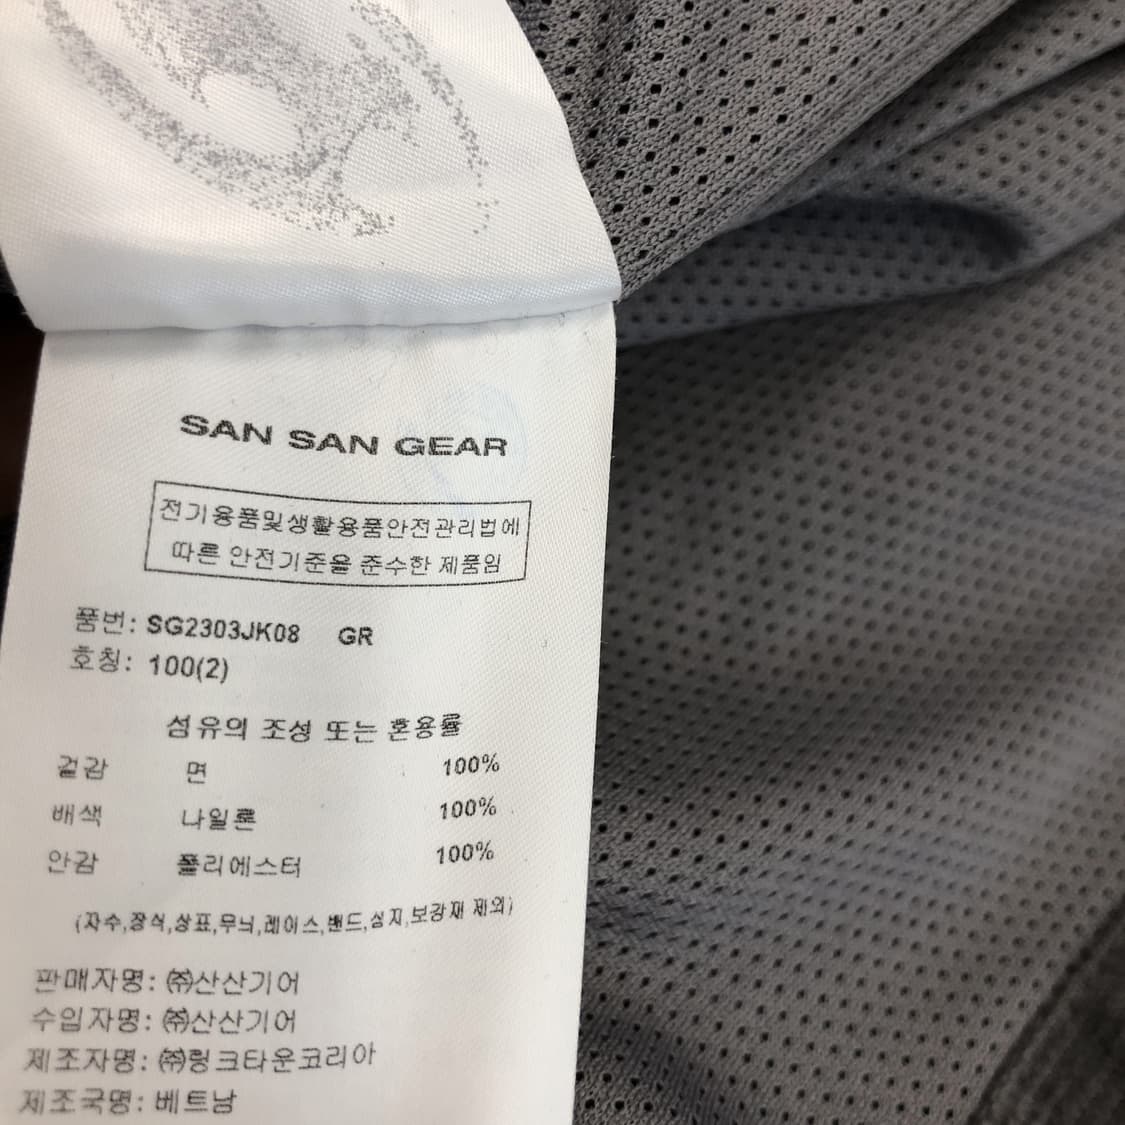 SAN SAN GEAR
전기용품및생활용품안전관리법에
따른 안전기준을 준수한 제품임
품번: SG2303JK08 GR
호칭: 100(2)
섬유의 조성 또는 혼용률
겉감 면 100%
배색 나일론 100%
안감 폴리에스터 100%
(자수,장식,상표,무늬,레이스,밴드,심지,보강재 제외)
판매자명: ㈜산산기어
수입자명: ㈜산산기어
제조자명: ㈜링크타운코리아
제조국명: 베트남